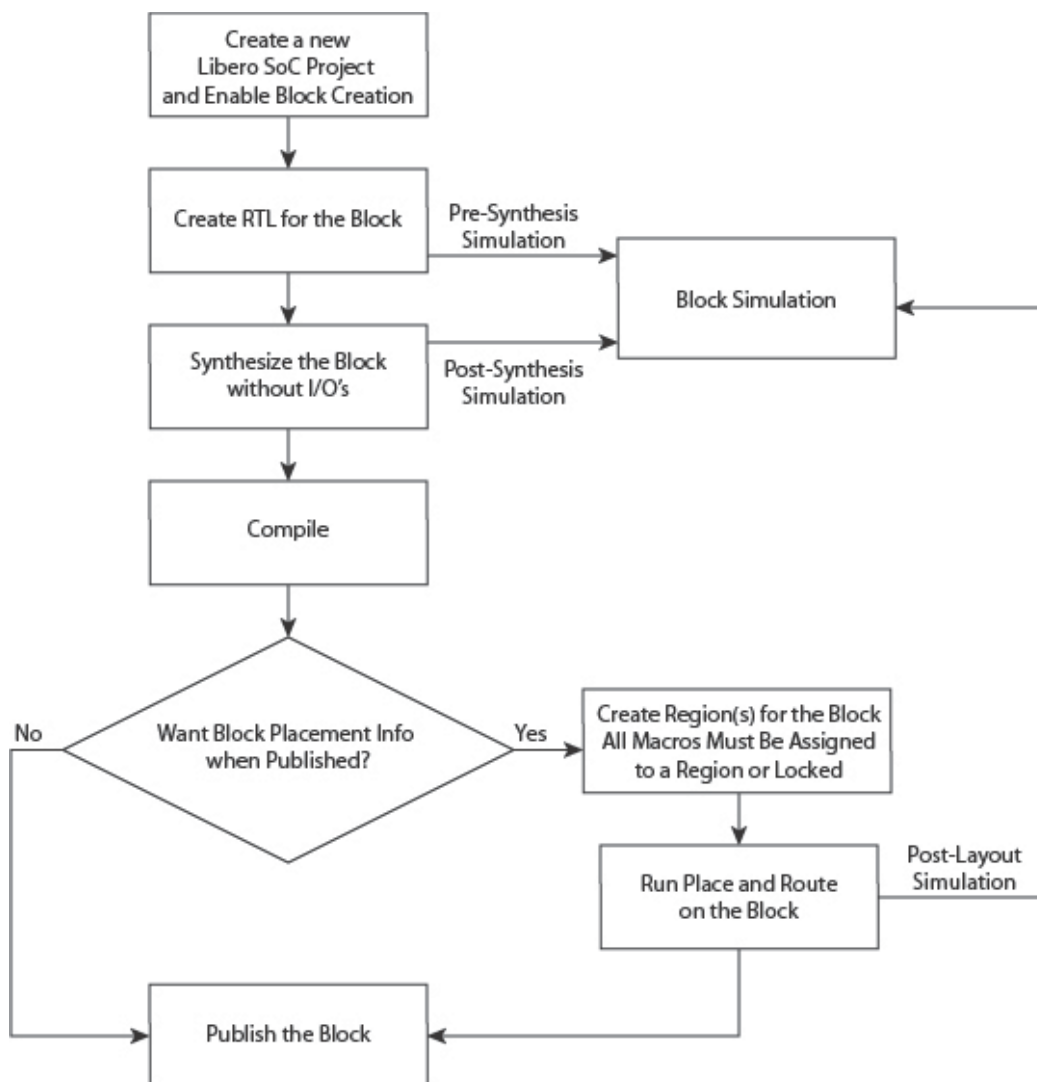 Create a new
Libero SoC Project
and Enable Block Creation
Create RTL for the Block
Pre-Synthesis
Simulation
Block Simulation
Synthesize the Block
without I/O's
Post-Synthesis
Simulation
Compile
No
Want Block Placement Info
when Published?
Yes
Create Region(s) for the Block
All Macros Must Be Assigned
to a Region or Locked
Run Place and Route
on the Block
Post-Layout
Simulation
Publish the Block